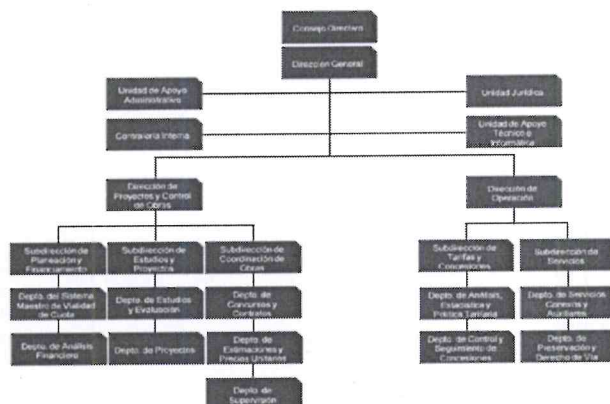 Consejo Directivo
Dirección General
Unidad de Apoyo
Administrativo
Unidad Jurídica
Contraloría Interna
Unidad de Apoyo
Técnico e
Informática
Dirección de
Proyectos y Control
de Obras
Dirección de
Operación
Subdirección de
Planeación y
Financiamiento
Subdirección de
Estudios y
Proyectos
Subdirección de
Coordinación de
Obras
Subdirección de
Tarifas y
Concesiones
Subdirección de
Servicios
Depto. del Sistema
Maestro de Vialidad
de Cuota
Depto. de Estudios
y Evaluación
Depto. de
Concursos y
Contratos
Depto. de Análisis,
Estadística y
Política Tarifaria
Depto. de Servicios
Conexos y
Auxiliares
Depto. de Análisis
Financiero
Depto. de Proyectos
Depto. de
Estimaciones y
Precios Unitarios
Depto. de Control y
Seguimiento de
Concesiones
Depto. de
Preservación y
Derecho de Vía
Depto. de
Supervisión